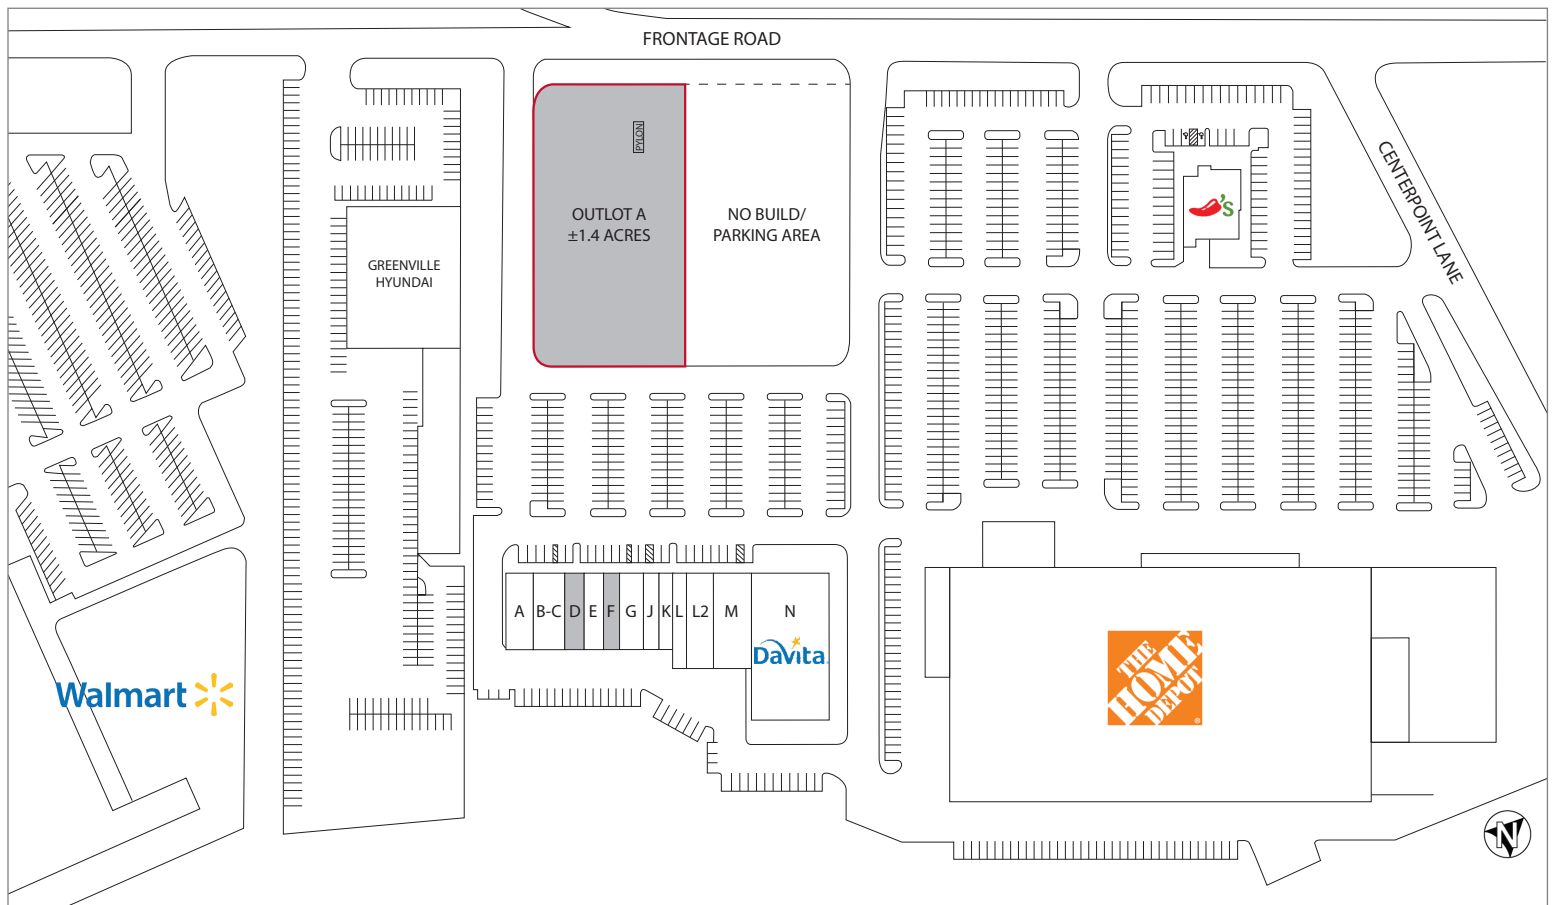 FRONTAGE ROAD
PYLON
OUTLOT A
±1.4 ACRES
NO BUILD/
PARKING AREA
GREENVILLE
HYUNDAI
's
CENTERPOINT LANE
A B-C D E F G J K L L2 M N
DaVita.
Walmart
THE
HOME
DEPOT
®
N